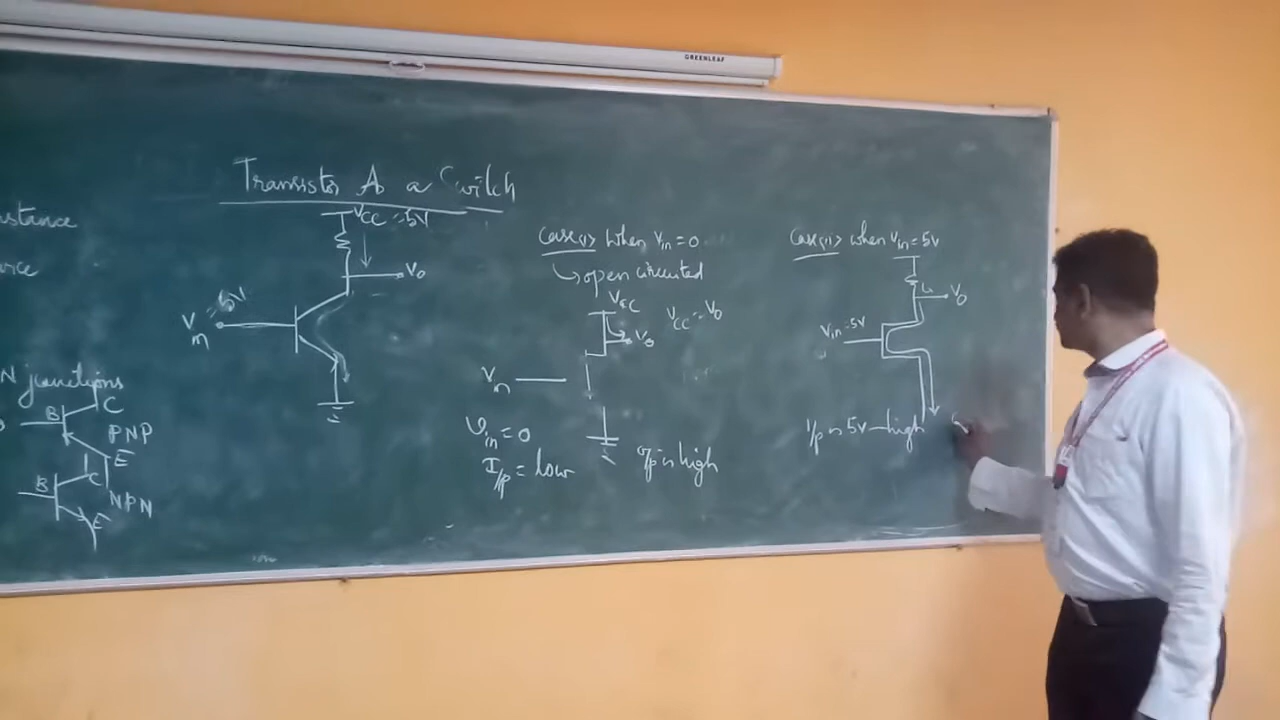 GREENLEAF
Transistor As a Switch
VCC = 5V
Vo
5V
Vin
Case(i) when Vin = 0
↳ open circuited
VCC
VCC = Vo
Vo
Vin
Vin = 0
I/p = low
O/p is high
Case(ii) when Vin = 5V
Vo
Vin = 5V
I/p is 5V - high
N junctions
B
C
PNP
E
B
C
NPN
E